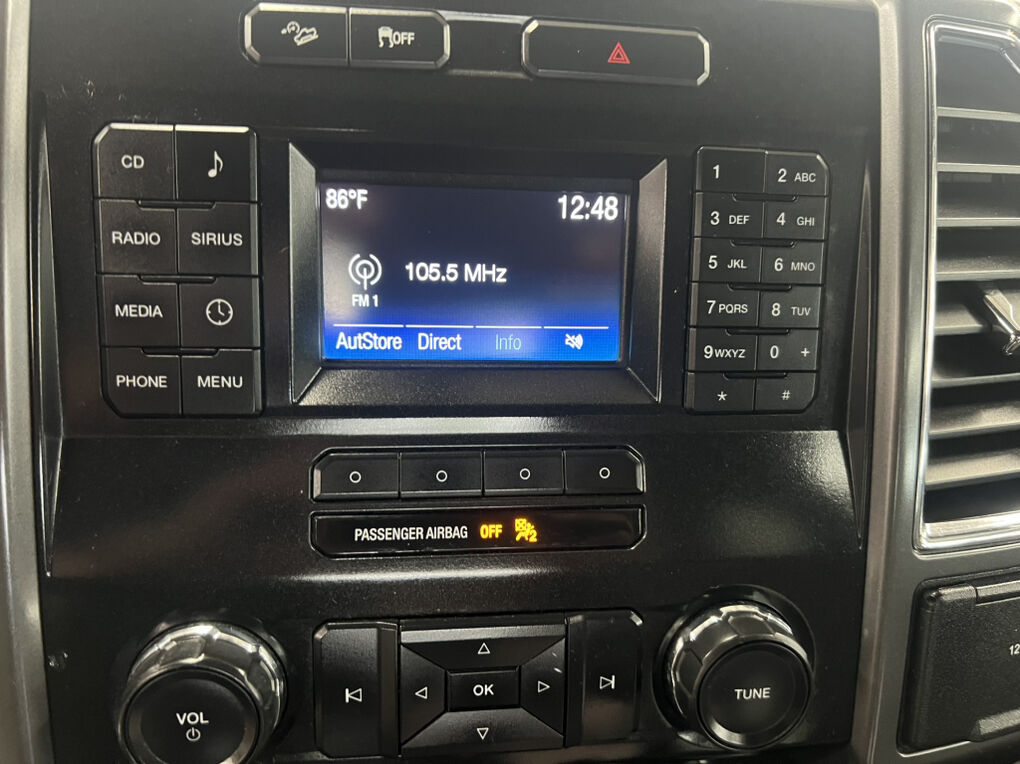 OFF
CD
RADIO SIRIUS
MEDIA
PHONE MENU
86°F 12:48
105.5 MHz
FM 1
AutStore Direct Info
1 2 ABC
3 DEF 4 GHI
5 JKL 6 MNO
7 PQRS 8 TUV
9 WXYZ 0 +
* #
PASSENGER AIRBAG OFF 2
VOL
OK
TUNE
12